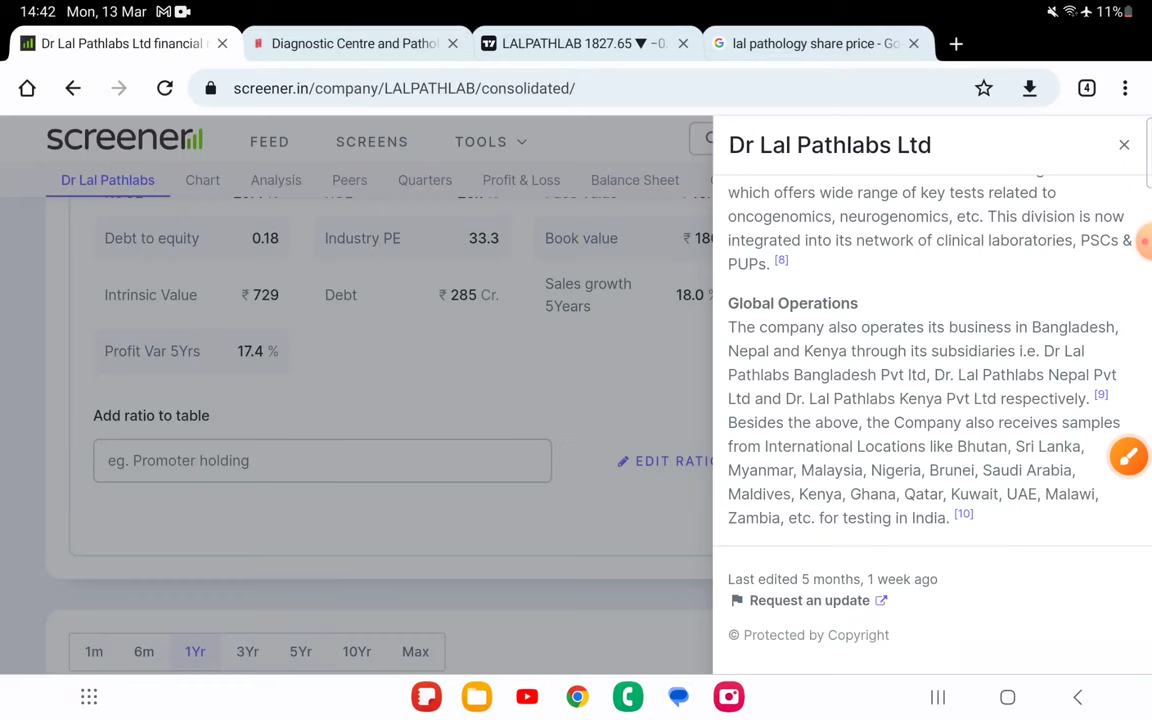 14:42 Mon, 13 Mar
11%
Dr Lal Pathlabs Ltd financial
Diagnostic Centre and Pathol
LALPATHLAB 1827.65 ▼ −0.
lal pathology share price - Go
screener.in/company/LALPATHLAB/consolidated/
4
screener
FEED
SCREENS
TOOLS
Dr Lal Pathlabs
Chart
Analysis
Peers
Quarters
Profit & Loss
Balance Sheet
Debt to equity 0.18
Industry PE 33.3
Book value ₹ 180
Intrinsic Value ₹ 729
Debt ₹ 285 Cr.
Sales growth
5Years
18.0 %
Profit Var 5Yrs 17.4 %
Add ratio to table
eg. Promoter holding
EDIT RATIO
1m 6m 1Yr 3Yr 5Yr 10Yr Max
Dr Lal Pathlabs Ltd
which offers wide range of key tests related to
oncogenomics, neurogenomics, etc. This division is now
integrated into its network of clinical laboratories, PSCs &
PUPs. [8]
Global Operations
The company also operates its business in Bangladesh,
Nepal and Kenya through its subsidiaries i.e. Dr Lal
Pathlabs Bangladesh Pvt ltd, Dr. Lal Pathlabs Nepal Pvt
Ltd and Dr. Lal Pathlabs Kenya Pvt Ltd respectively. [9]
Besides the above, the Company also receives samples
from International Locations like Bhutan, Sri Lanka,
Myanmar, Malaysia, Nigeria, Brunei, Saudi Arabia,
Maldives, Kenya, Ghana, Qatar, Kuwait, UAE, Malawi,
Zambia, etc. for testing in India. [10]
Last edited 5 months, 1 week ago
Request an update
© Protected by Copyright